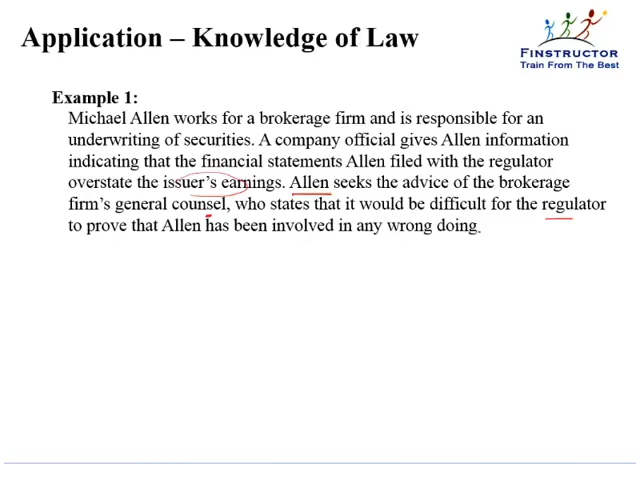 Application – Knowledge of Law
FINSTRUCTOR
Train From The Best
Example 1:
Michael Allen works for a brokerage firm and is responsible for an
underwriting of securities. A company official gives Allen information
indicating that the financial statements Allen filed with the regulator
overstate the issuer's earnings. Allen seeks the advice of the brokerage
firm's general counsel, who states that it would be difficult for the regulator
to prove that Allen has been involved in any wrong doing.